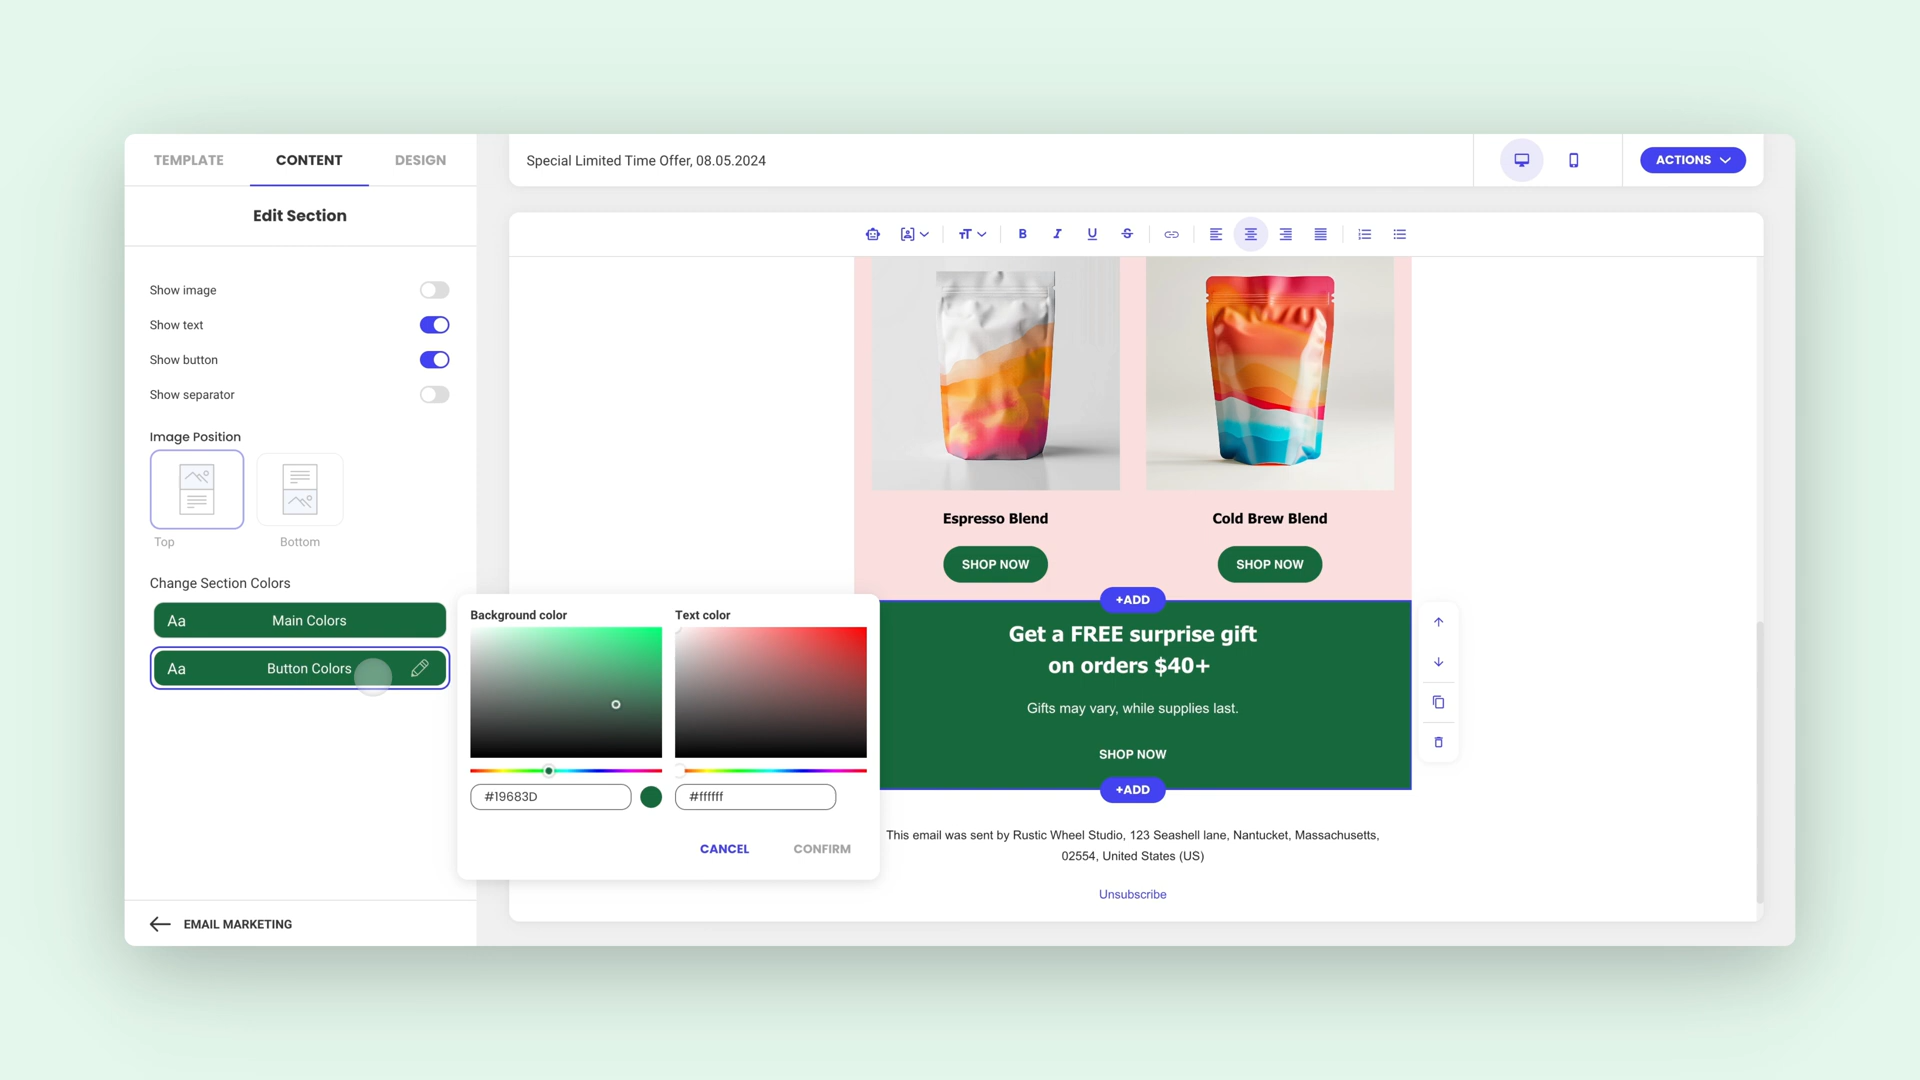 TEMPLATE
CONTENT
DESIGN
Edit Section
Show image
Show text
Show button
Show separator
Image Position
Top
Bottom
Change Section Colors
Aa Main Colors
Aa Button Colors
EMAIL MARKETING
Special Limited Time Offer, 08.05.2024
ACTIONS
TT
B I U S
Espresso Blend
Cold Brew Blend
SHOP NOW
SHOP NOW
+ADD
Get a FREE surprise gift
on orders $40+
Gifts may vary, while supplies last.
SHOP NOW
+ADD
This email was sent by Rustic Wheel Studio, 123 Seashell lane, Nantucket, Massachusetts,
02554, United States (US)
Unsubscribe
Background color
Text color
#19683D
#ffffff
CANCEL
CONFIRM